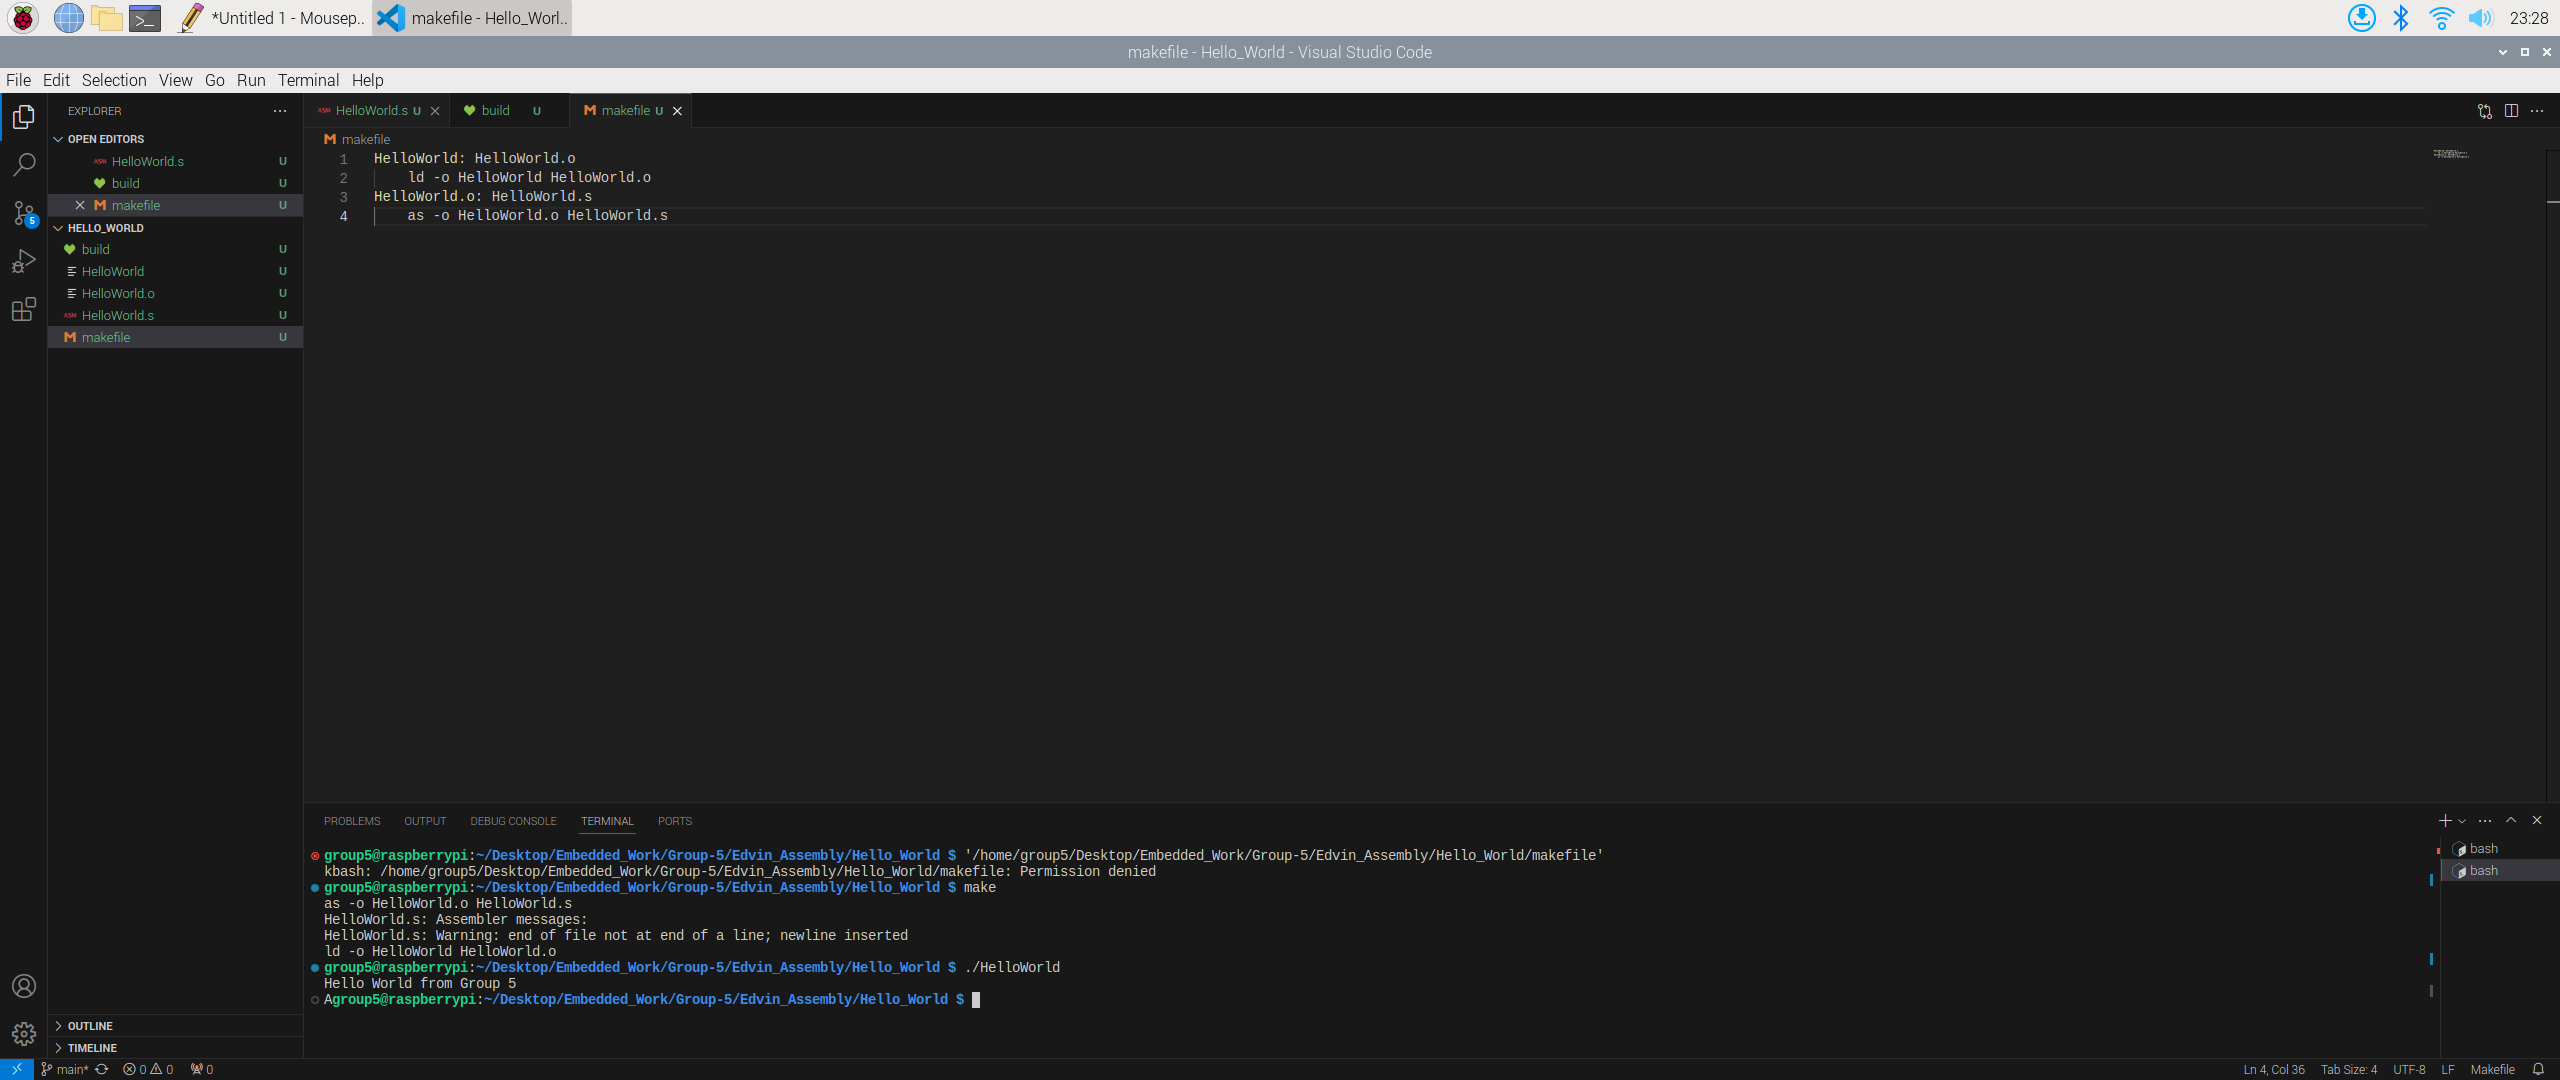 *Untitled 1 - Mousep..
makefile - Hello_Worl..
23:28
makefile - Hello_World - Visual Studio Code
File Edit Selection View Go Run Terminal Help
EXPLORER
OPEN EDITORS
ASM HelloWorld.s U
build U
M makefile U
HELLO_WORLD
build U
HelloWorld U
HelloWorld.o U
ASM HelloWorld.s U
M makefile U
5
OUTLINE
TIMELINE
ASM HelloWorld.s U
build U
M makefile U
M makefile
1 HelloWorld: HelloWorld.o
2 ld -o HelloWorld HelloWorld.o
3 HelloWorld.o: HelloWorld.s
4 as -o HelloWorld.o HelloWorld.s
PROBLEMS OUTPUT DEBUG CONSOLE TERMINAL PORTS
group5@raspberrypi:~/Desktop/Embedded_Work/Group-5/Edvin_Assembly/Hello_World $ '/home/group5/Desktop/Embedded_Work/Group-5/Edvin_Assembly/Hello_World/makefile'
kbash: /home/group5/Desktop/Embedded_Work/Group-5/Edvin_Assembly/Hello_World/makefile: Permission denied
group5@raspberrypi:~/Desktop/Embedded_Work/Group-5/Edvin_Assembly/Hello_World $ make
as -o HelloWorld.o HelloWorld.s
HelloWorld.s: Assembler messages:
HelloWorld.s: Warning: end of file not at end of a line; newline inserted
ld -o HelloWorld HelloWorld.o
group5@raspberrypi:~/Desktop/Embedded_Work/Group-5/Edvin_Assembly/Hello_World $ ./HelloWorld
Hello World from Group 5
Agroup5@raspberrypi:~/Desktop/Embedded_Work/Group-5/Edvin_Assembly/Hello_World $
bash
bash
main* 0 0 0
Ln 4, Col 36 Tab Size: 4 UTF-8 LF Makefile